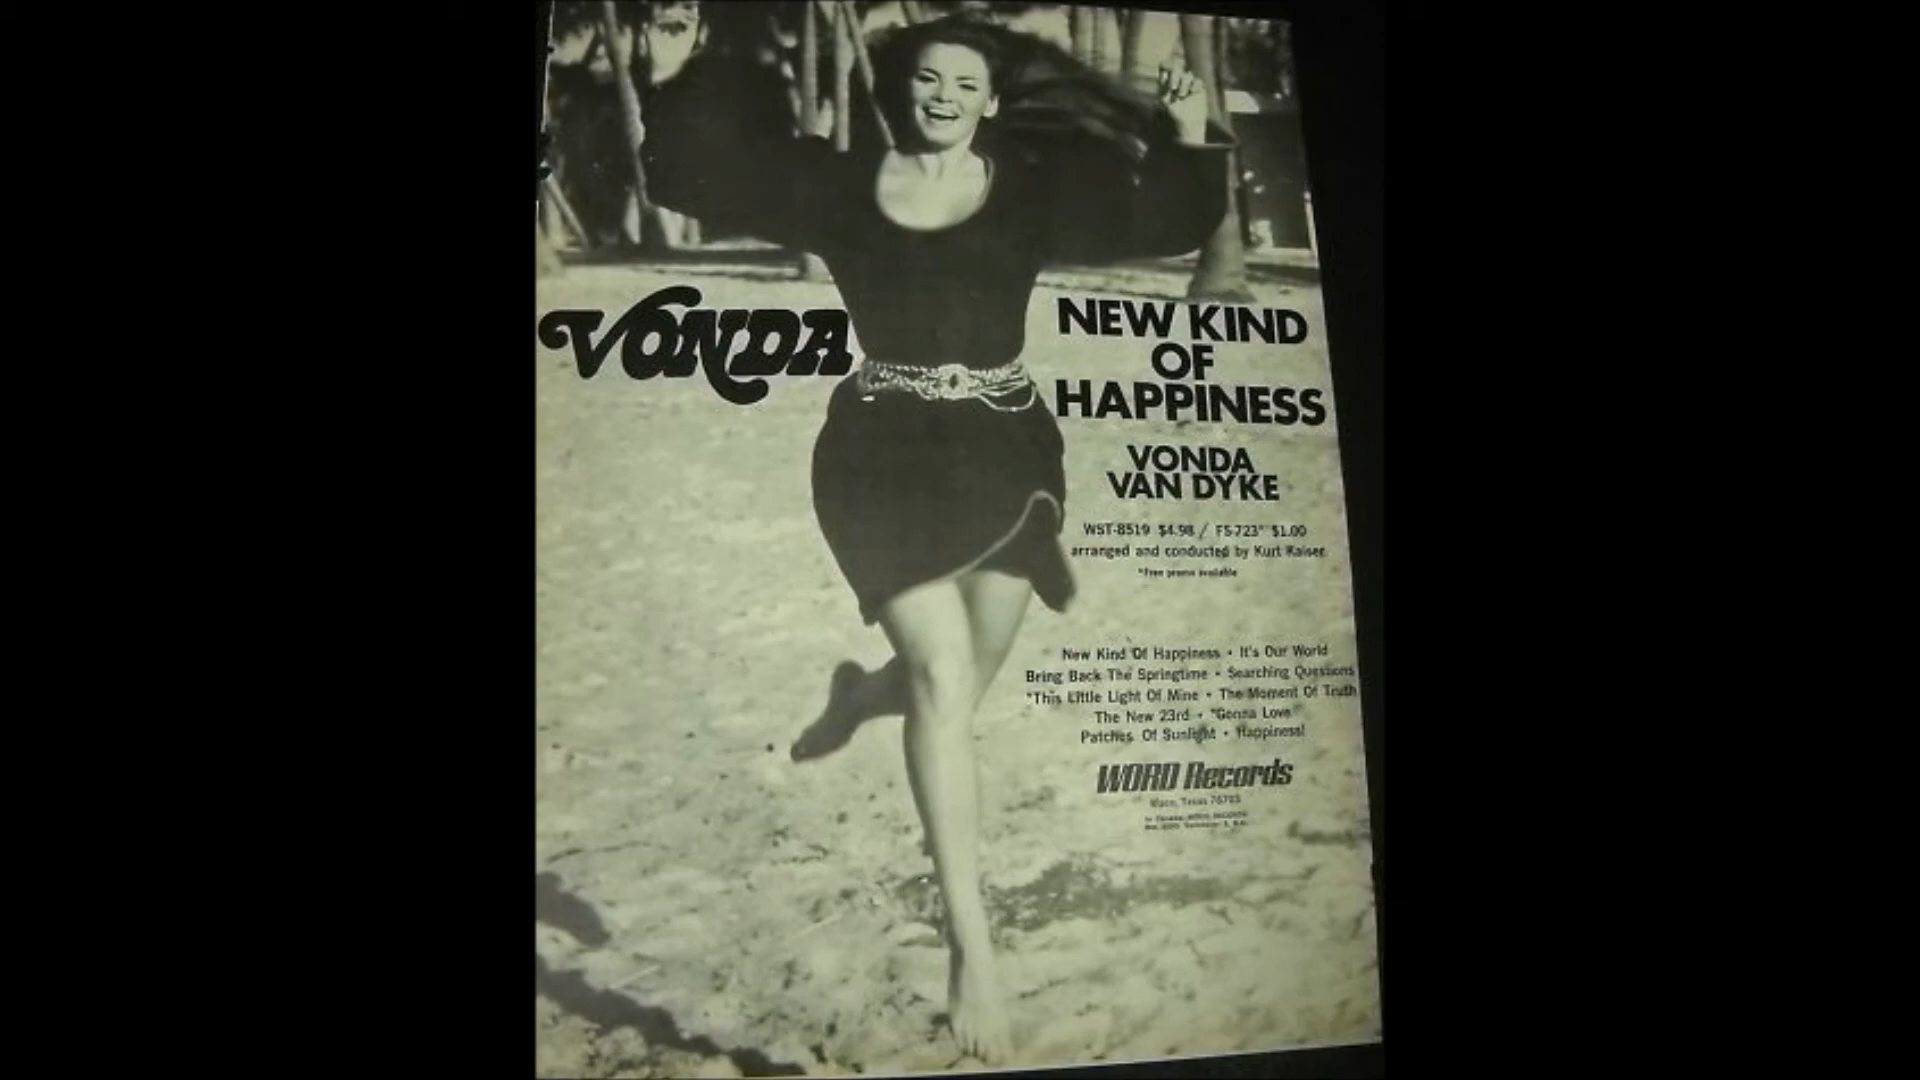 VONDA
NEW KIND
OF
HAPPINESS
VONDA
VAN DYKE
WST-8519 $4.98 / FS-723* $1.00
arranged and conducted by Kurt Kaiser.
*Free promo available
New Kind Of Happiness • It's Our World
Bring Back The Springtime • Searching Questions
*This Little Light Of Mine • The Moment Of Truth
The New 23rd • *Gonna Love
Patches Of Sunlight • Happiness!
WORD Records
Waco, Texas